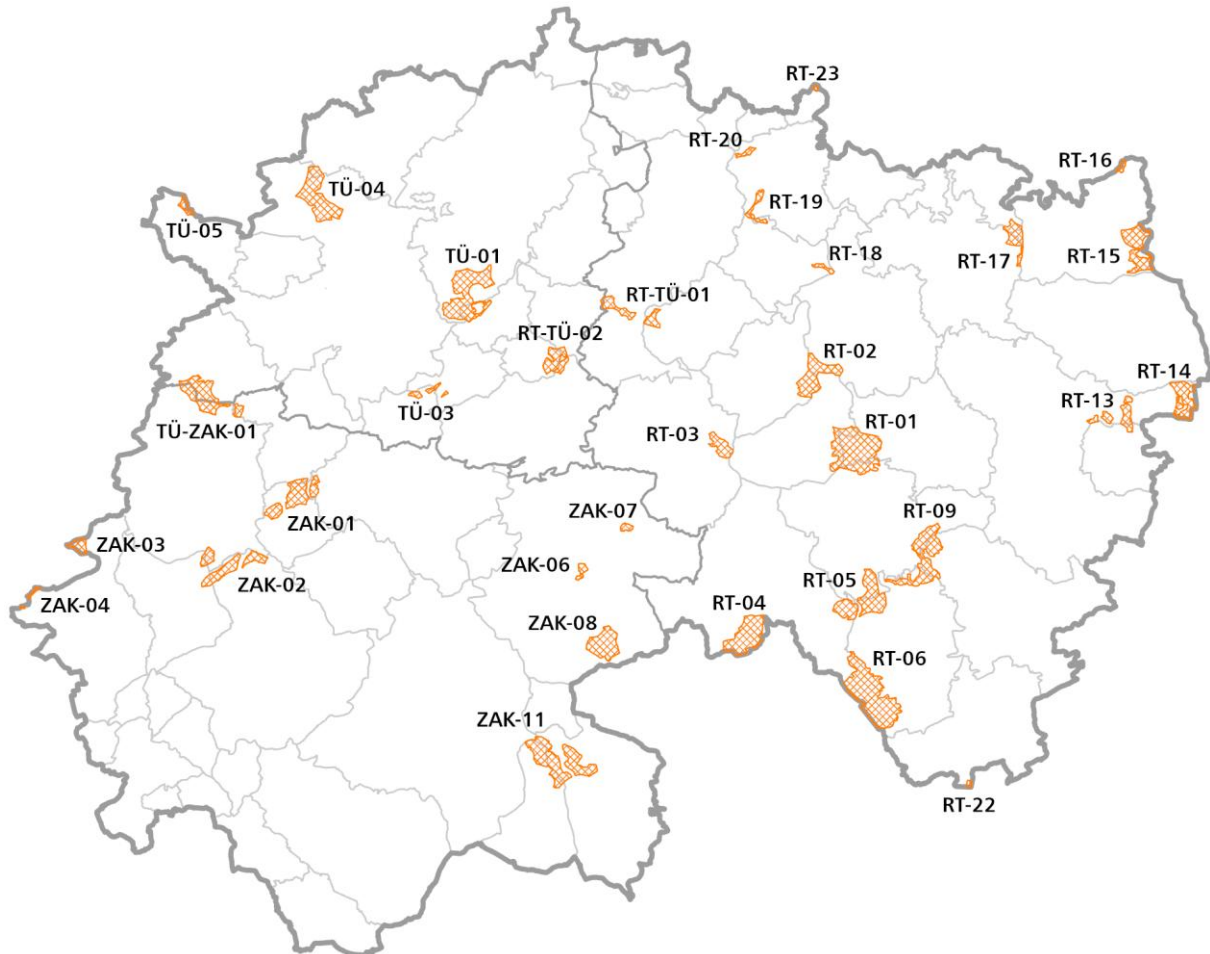 RT-23
RT-20
RT-16
TÜ-04
RT-19
TÜ-05
TÜ-01
RT-18
RT-17
RT-15
RT-TÜ-01
RT-TÜ-02
RT-02
RT-14
TÜ-03
RT-13
TÜ-ZAK-01
RT-03
RT-01
ZAK-01
ZAK-07
RT-09
ZAK-03
ZAK-06
ZAK-02
RT-05
ZAK-04
RT-04
ZAK-08
RT-06
ZAK-11
RT-22